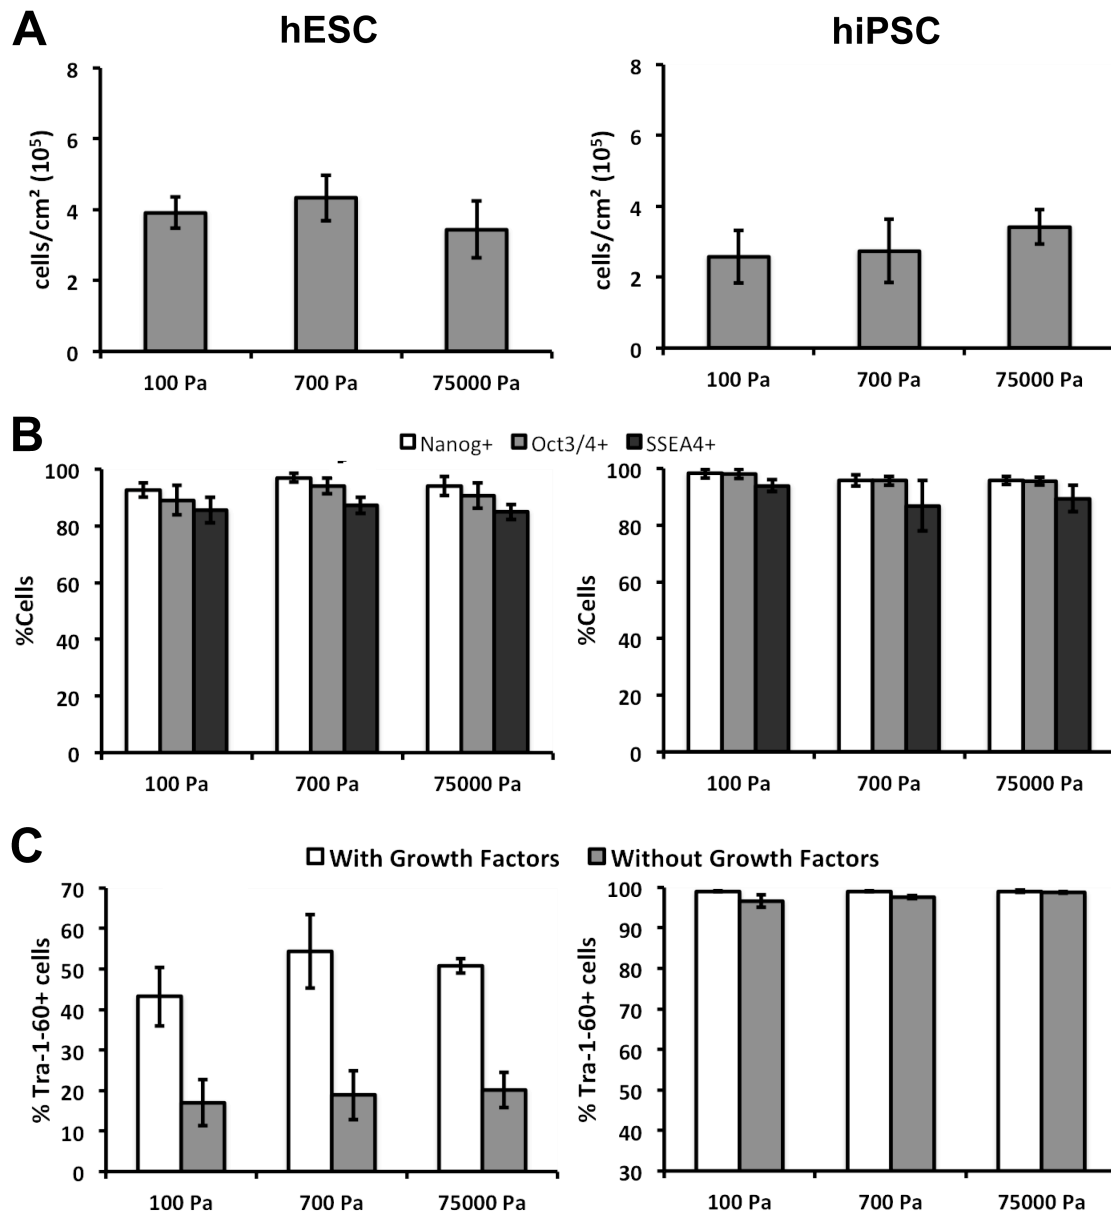 A hESC hiPSC
8 8
cells/cm² (10⁵) cells/cm² (10⁵)
6 6
4 4
2 2
0 0
100 Pa 700 Pa 75000 Pa 100 Pa 700 Pa 75000 Pa
B Nanog+ Oct3/4+ SSEA4+
100 100
80 80
%Cells %Cells
60 60
40 40
20 20
0 0
100 Pa 700 Pa 75000 Pa 100 Pa 700 Pa 75000 Pa
C With Growth Factors Without Growth Factors
% Tra-1-60+ cells % Tra-1-60+ cells
70 100
60 90
50 80
40 70
30 60
20 50
10 40
0 30
100 Pa 700 Pa 75000 Pa 100 Pa 700 Pa 75000 Pa